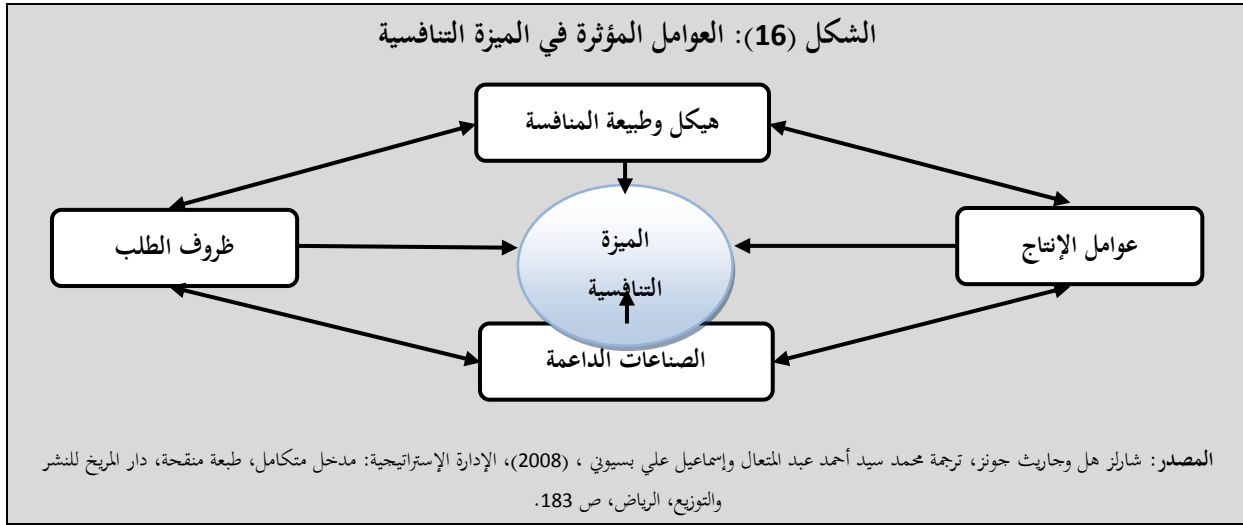 الشكل (16): العوامل المؤثرة في الميزة التنافسية
هيكل وطبيعة المنافسة
عوامل الإنتاج
الميزة
التنافسية
ظروف الطلب
الصناعات الداعمة
المصدر: شارلز هل وجاريث جونز، ترجمة محمد سيد أحمد عبد المتعال وإسماعيل علي بسيوني ، (2008)، الإدارة الإستراتيجية: مدخل متكامل، طبعة منقحة، دار المريخ للنشر
والتوزيع، الرياض، ص 183.